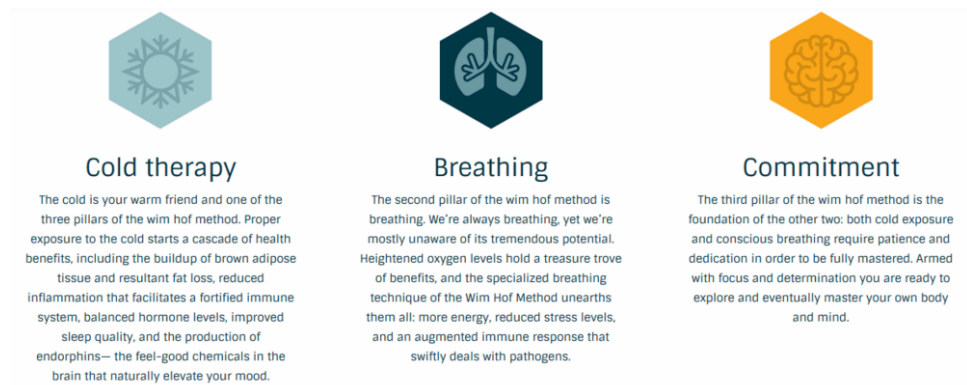 Cold therapy
The cold is your warm friend and one of the
three pillars of the wim hof method. Proper
exposure to the cold starts a cascade of health
benefits, including the buildup of brown adipose
tissue and resultant fat loss, reduced
inflammation that facilitates a fortified immune
system, balanced hormone levels, improved
sleep quality, and the production of
endorphins— the feel-good chemicals in the
brain that naturally elevate your mood.
Breathing
The second pillar of the wim hof method is
breathing. We’re always breathing, yet we’re
mostly unaware of its tremendous potential.
Heightened oxygen levels hold a treasure trove
of benefits, and the specialized breathing
technique of the Wim Hof Method unearths
them all: more energy, reduced stress levels,
and an augmented immune response that
swiftly deals with pathogens.
Commitment
The third pillar of the wim hof method is the
foundation of the other two: both cold exposure
and conscious breathing require patience and
dedication in order to be fully mastered. Armed
with focus and determination you are ready to
explore and eventually master your own body
and mind.